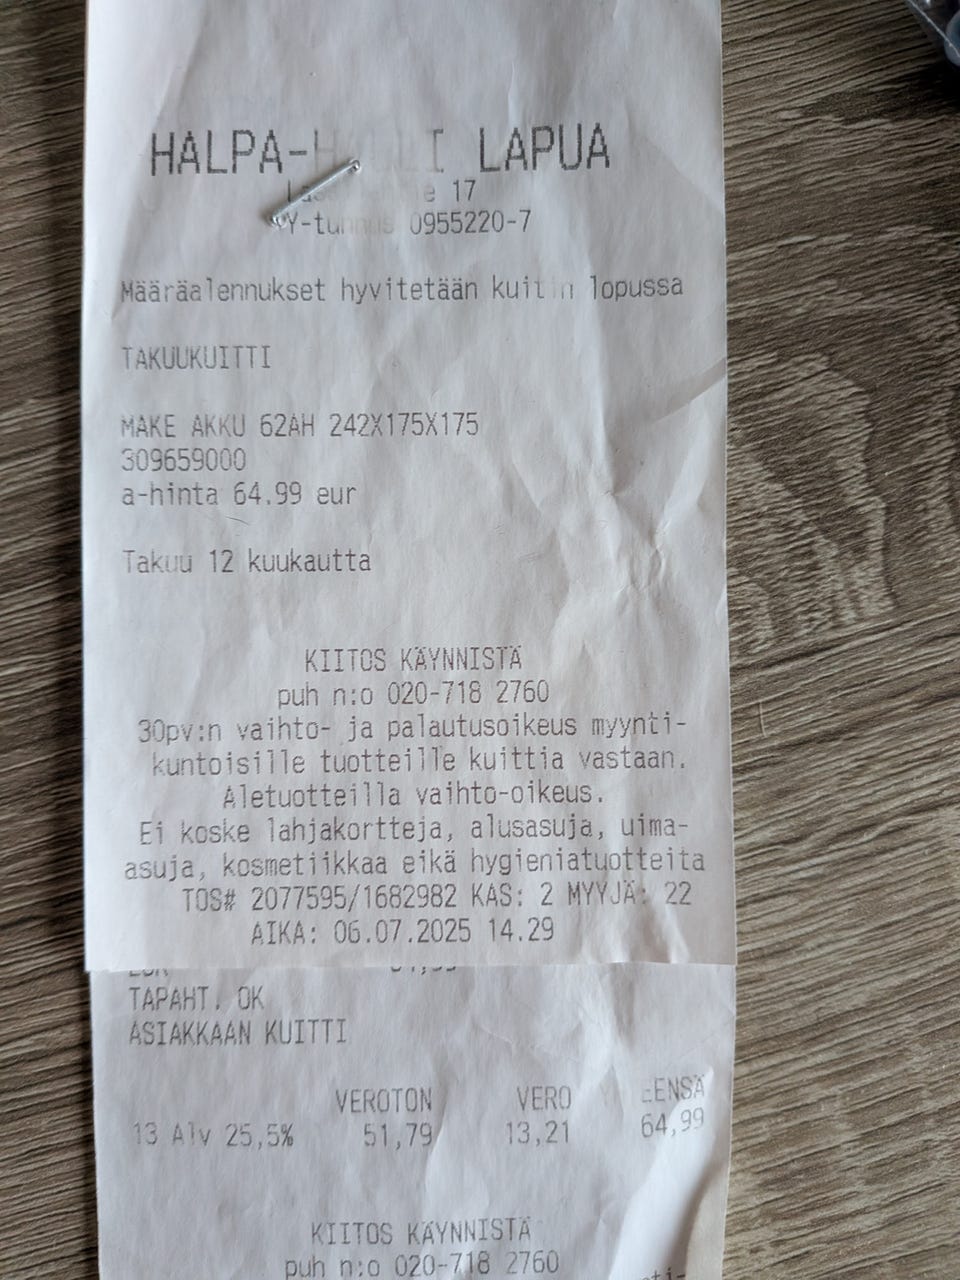 HALPA-HALLI LAPUA
17
Y-tunnus 0955220-7
Määräalennukset hyvitetään kuitin lopussa
TAKUUKUITTI
MAKE AKKU 62AH 242X175X175
309659000
a-hinta 64.99 eur
Takuu 12 kuukautta
KIITOS KÄYNNISTÄ
puh n:o 020-718 2760
30pv:n vaihto- ja palautusoikeus myynti-
kuntoisille tuotteille kuittia vastaan.
Aletuotteilla vaihto-oikeus.
Ei koske lahjakortteja, alusasuja, uima-
asuja, kosmetiikkaa eikä hygieniatuotteita
TOS# 2077595/1682982 KAS: 2 MYYJÄ: 22
AIKA: 06.07.2025 14.29
TAPAHT. OK
ASIAKKAAN KUITTI
VEROTON VERO
13 Alv 25,5% 51,79 13,21 64,99
KIITOS KÄYNNISTÄ
puh n:o 020-718 2760